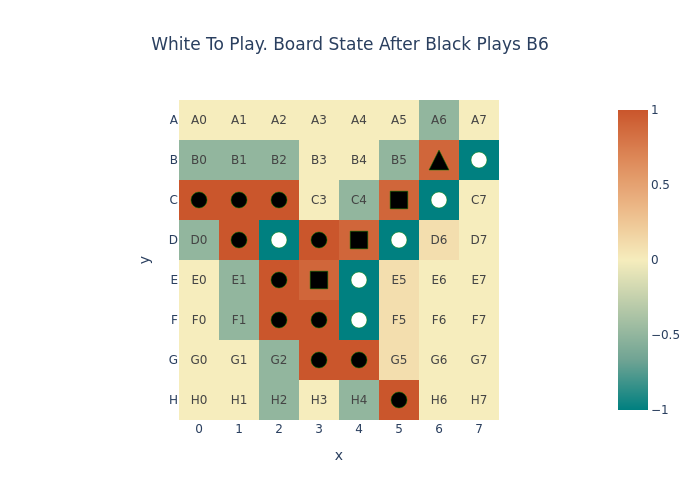 White To Play. Board State After Black Plays B6
A A0 A1 A2 A3 A4 A5 A6 A7
B B0 B1 B2 B3 B4 B5
C C3 C4 C7
D D0 D6 D7
E E0 E1 E5 E6 E7
F F0 F1 F5 F6 F7
G G0 G1 G2 G5 G6 G7
H H0 H1 H2 H3 H4 H6 H7
0 1 2 3 4 5 6 7
x
y
1
0.5
0
−0.5
−1